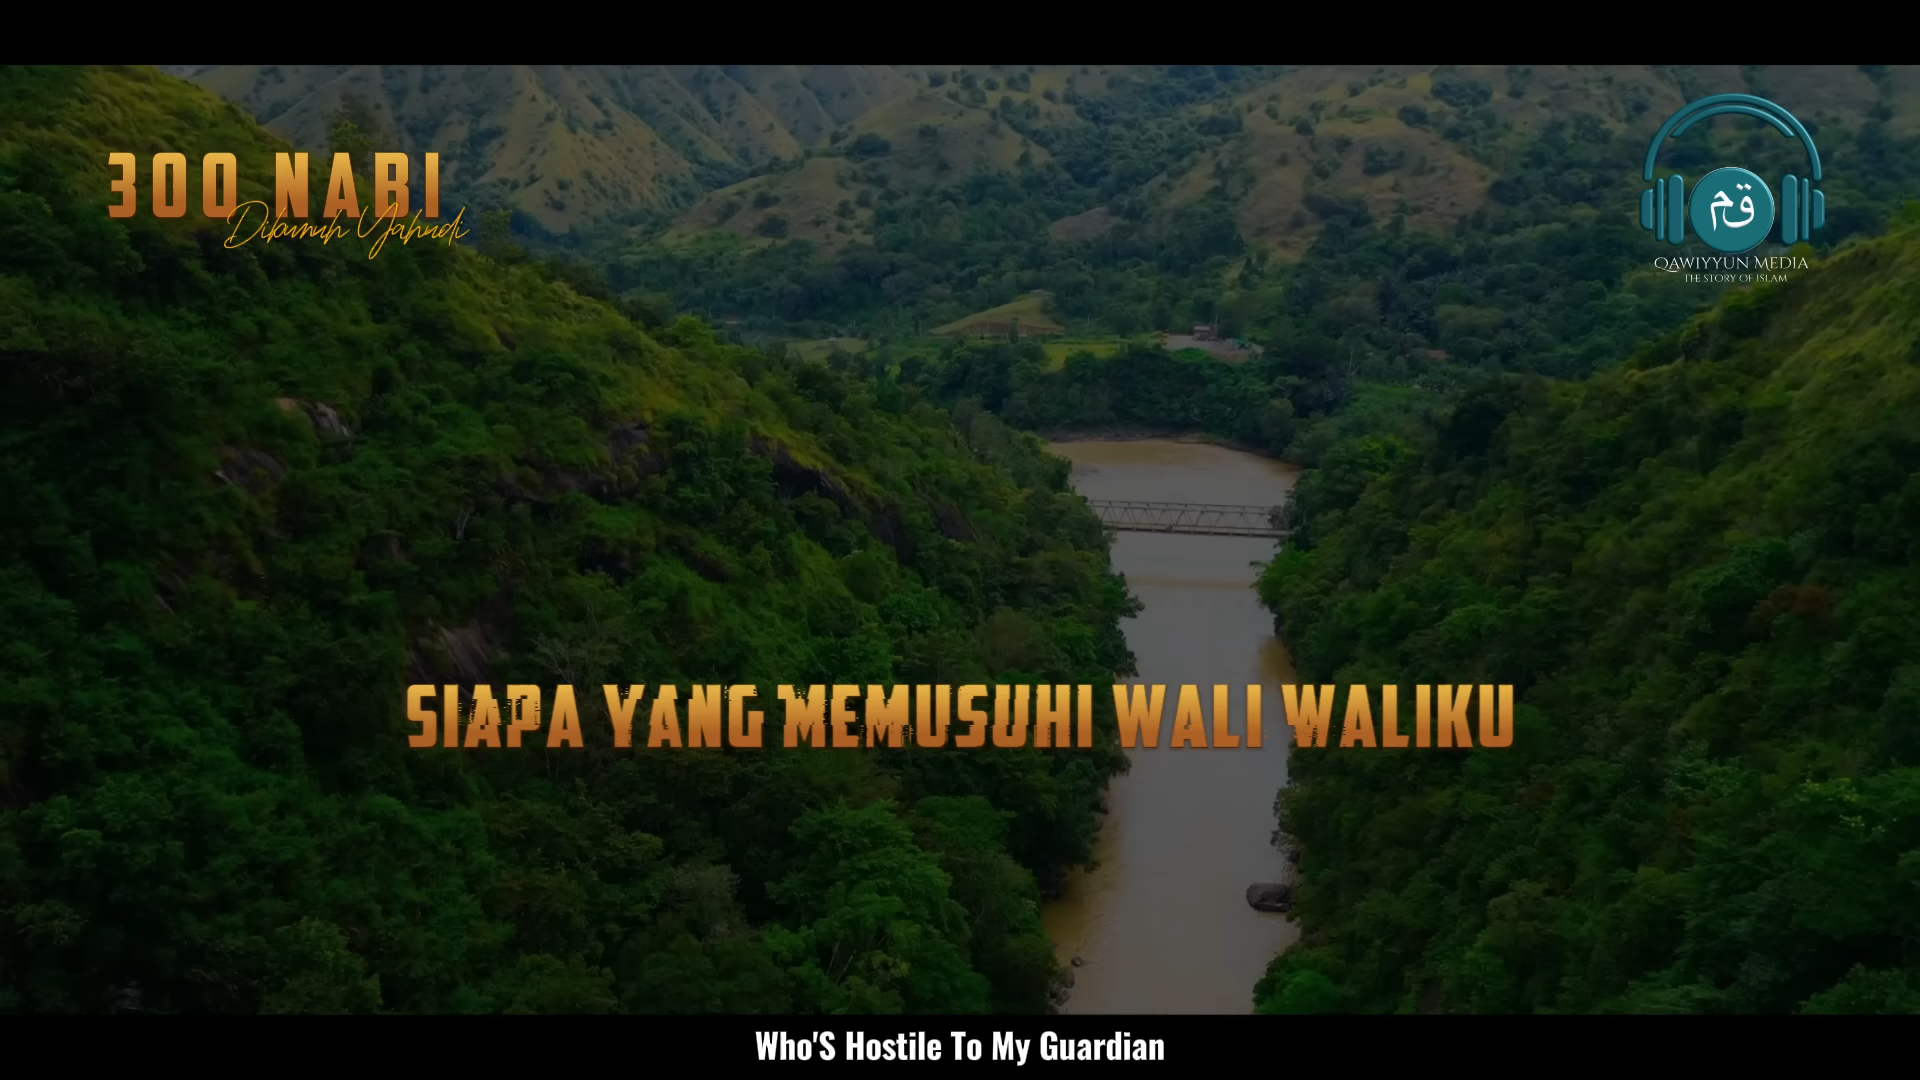 300 NABI
Dibunuh Yahudi
قم
QAWIYYUN MEDIA
THE STORY OF ISLAM
SIAPA YANG MEMUSUHI WALI WALIKU
Who'S Hostile To My Guardian